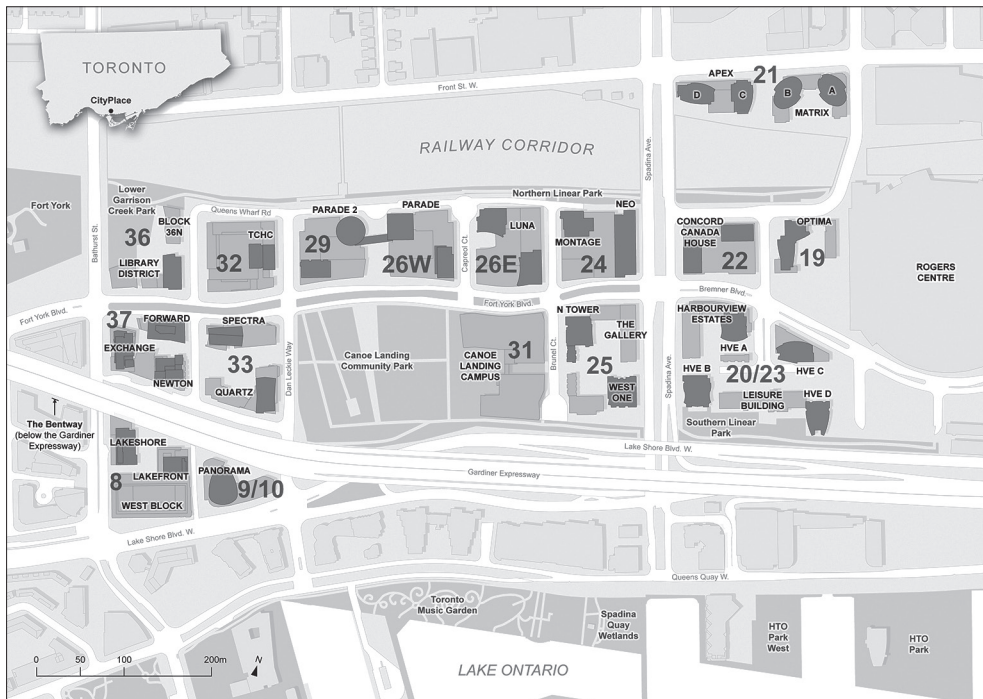 TORONTO
CityPlace
Front St. W.
APEX
21
D
C
B
A
MATRIX
RAILWAY CORRIDOR
Spadina Ave.
Northern Linear Park
Fort York
Lower
Garrison
Creek Park
Bathurst St.
BLOCK
36N
36
LIBRARY
DISTRICT
Queens Wharf Rd
TCHC
32
PARADE 2
29
PARADE
26W
Capreol Ct.
LUNA
26E
NEO
MONTAGE
24
CONCORD
CANADA
HOUSE
22
OPTIMA
19
ROGERS
CENTRE
Bremner Blvd.
Fort York Blvd.
Fort York Blvd.
37
FORWARD
EXCHANGE
NEWTON
SPECTRA
33
QUARTZ
Dan Leckie Way
Canoe Landing
Community Park
31
CANOE
LANDING
CAMPUS
Brunel Ct.
N TOWER
THE
GALLERY
25
WEST
ONE
Spadina Ave.
HARBOURVIEW
ESTATES
HVE A
HVE B
20/23
HVE C
LEISURE
BUILDING
HVE D
Southern Linear
Park
The Bentway
(below the Gardiner
Expressway)
LAKESHORE
8
LAKEFRONT
WEST BLOCK
PANORAMA
9/10
Lake Shore Blvd. W.
Gardiner Expressway
Lake Shore Blvd. W.
Queens Quay W.
Toronto
Music Garden
Spadina
Quay
Wetlands
HTO
Park
West
HTO
Park
0 50 100 200m
N
LAKE ONTARIO